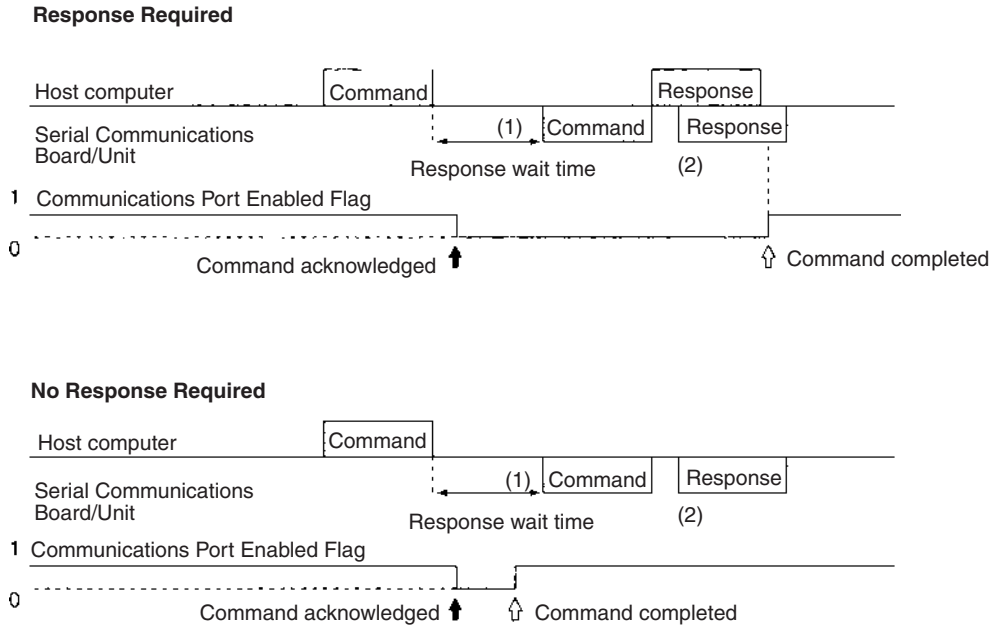 Response Required
Host computer
Command
Response
Serial Communications
Board/Unit
(1)
Command
Response
Response wait time
(2)
1 Communications Port Enabled Flag
0
Command acknowledged
Command completed
No Response Required
Host computer
Command
Serial Communications
Board/Unit
(1)
Command
Response
Response wait time
(2)
1 Communications Port Enabled Flag
0
Command acknowledged
Command completed